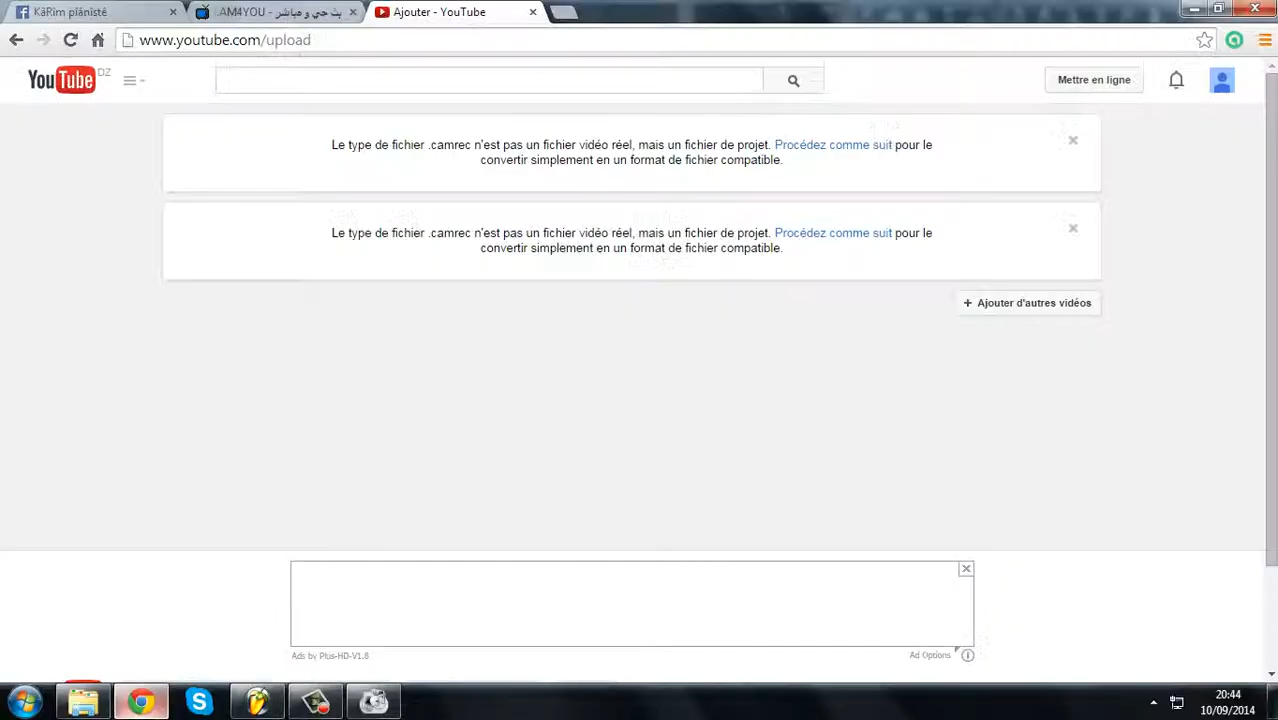 KäRîm pîänisté
AM4YOU - بث حي و مباشر
Ajouter - YouTube
www.youtube.com/upload
YouTube DZ
Mettre en ligne
Le type de fichier .camrec n'est pas un fichier vidéo réel, mais un fichier de projet. Procédez comme suit pour le
convertir simplement en un format de fichier compatible.
Le type de fichier .camrec n'est pas un fichier vidéo réel, mais un fichier de projet. Procédez comme suit pour le
convertir simplement en un format de fichier compatible.
+ Ajouter d'autres vidéos
Ads by Plus-HD-V1.8
Ad Options
20:44
10/09/2014